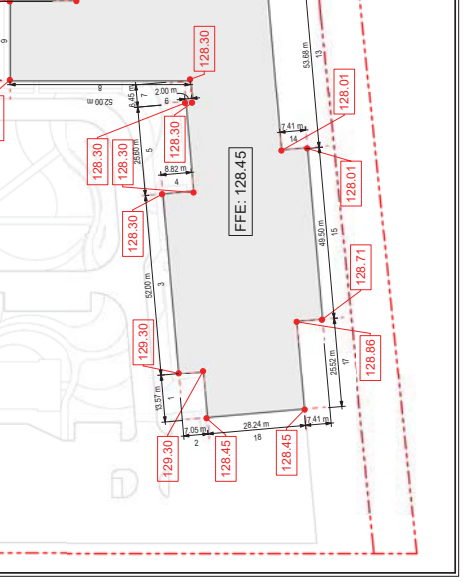 9
128.30
53.68 m
13
128.01
8
52.00 m
7
6.45 m
2.00 m
6
128.30
128.30
128.30
5
25.60 m
8.82 m
4
7.41 m
14
128.01
FFE: 128.45
128.30
3
52.00 m
49.50 m
15
128.71
129.30
128.86
25.52 m
17
13.57 m
1
7.05 m
2
129.30
128.45
28.24 m
18
128.45
7.41 m